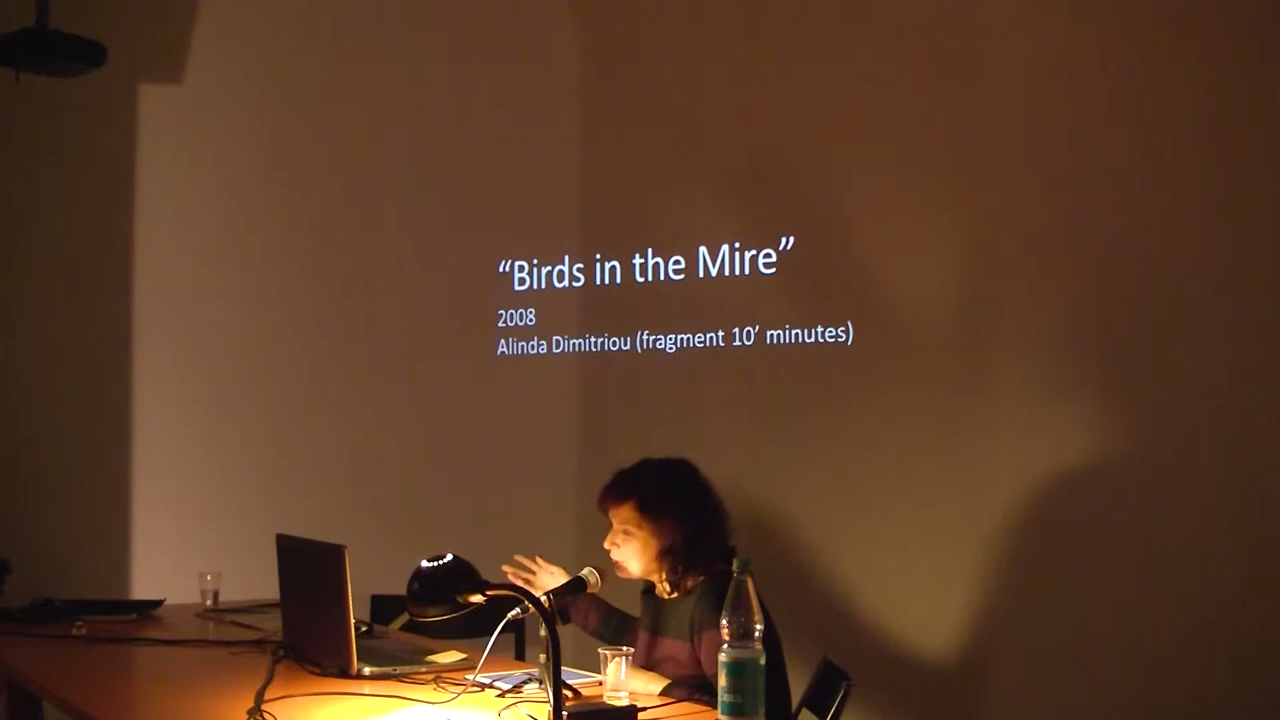 “Birds in the Mire”
2008
Alinda Dimitriou (fragment 10’ minutes)